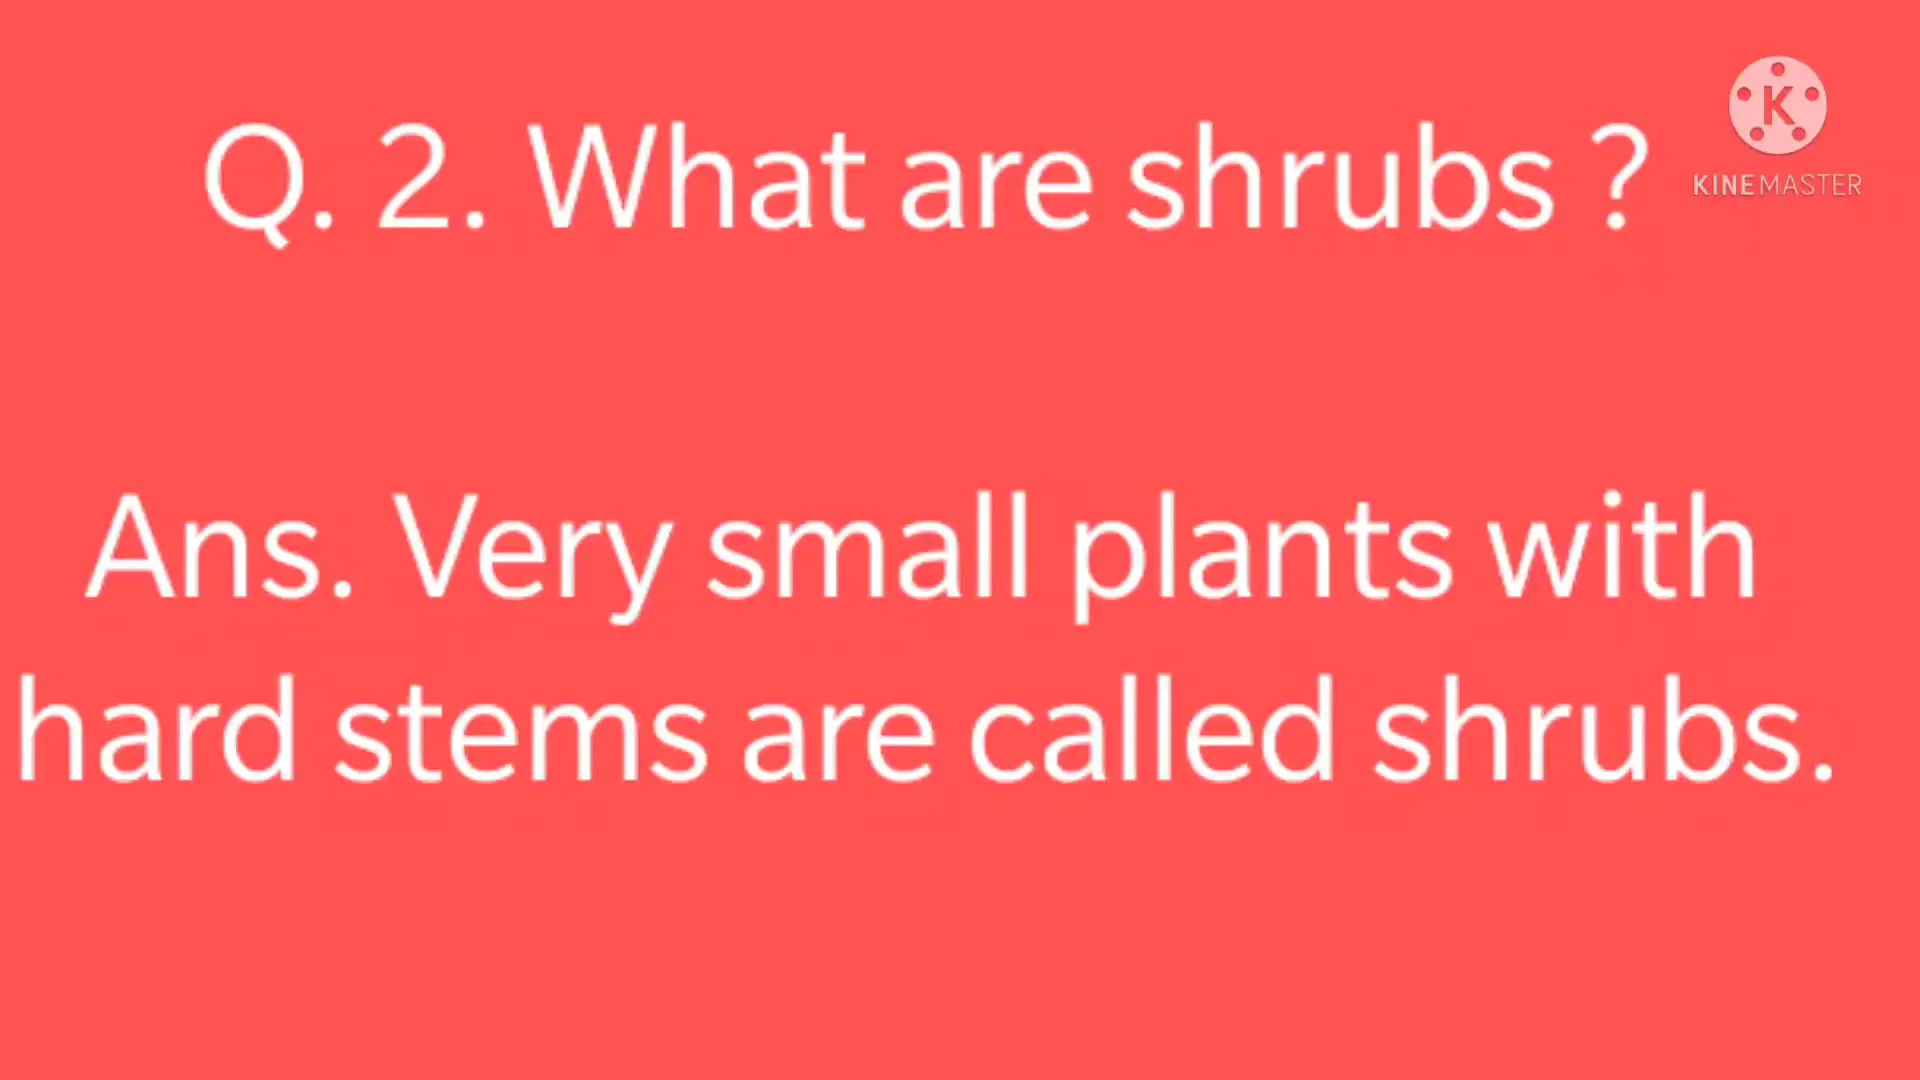 Q. 2. What are shrubs ?
K
KINEMASTER
Ans. Very small plants with
hard stems are called shrubs.